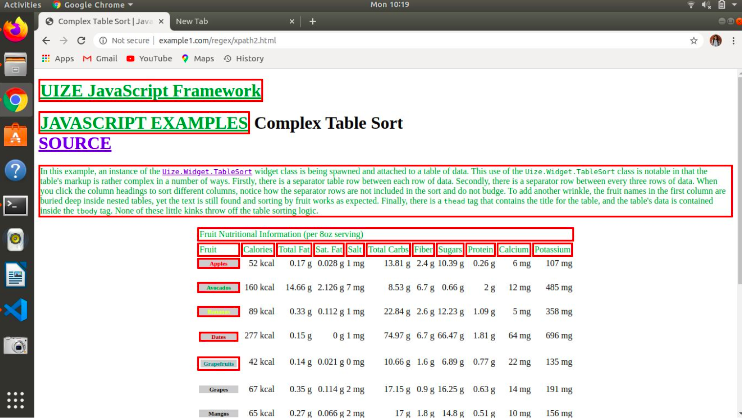 Activities Google Chrome Mon 10:19
Complex Table Sort | Java New Tab
Not secure | example1.com/regex/xpath2.html
Apps Gmail YouTube Maps History
UIZE JavaScript Framework
JAVASCRIPT EXAMPLES Complex Table Sort
SOURCE
In this example, an instance of the Uize.Widget.TableSort widget class is being spawned and attached to a table of data. This use of the Uize.Widget.TableSort class is notable in that the
table's markup is rather complex in a number of ways. Firstly, there is a separator table row between each row of data. Secondly, there is a separator row between every three rows of data. When
you click the column headings to sort different columns, notice how the separator rows are not included in the sort and do not budge. To add another wrinkle, the fruit names in the first column are
buried deep inside nested tables, yet the text is still found and sorting by fruit works as expected. Finally, there is a thead tag that contains the title for the table, and the table's data is contained
inside the tbody tag. None of these little kinks throw off the table sorting logic.
Fruit Nutritional Information (per 8oz serving)
Fruit Calories Total Fat Sat. Fat Salt Total Carbs Fiber Sugars Protein Calcium Potassium
Apples 52 kcal 0.17 g 0.028 g 1 mg 13.81 g 2.4 g 10.39 g 0.26 g 6 mg 107 mg
Avocados 160 kcal 14.66 g 2.126 g 7 mg 8.53 g 6.7 g 0.66 g 2 g 12 mg 485 mg
89 kcal 0.33 g 0.112 g 1 mg 22.84 g 2.6 g 12.23 g 1.09 g 5 mg 358 mg
Dates 277 kcal 0.15 g 0 g 1 mg 74.97 g 6.7 g 66.47 g 1.81 g 64 mg 696 mg
Grapefruits 42 kcal 0.14 g 0.021 g 0 mg 10.66 g 1.6 g 6.89 g 0.77 g 22 mg 135 mg
Grapes 67 kcal 0.35 g 0.114 g 2 mg 17.15 g 0.9 g 16.25 g 0.63 g 14 mg 191 mg
Mangos 65 kcal 0.27 g 0.066 g 2 mg 17 g 1.8 g 14.8 g 0.51 g 10 mg 156 mg